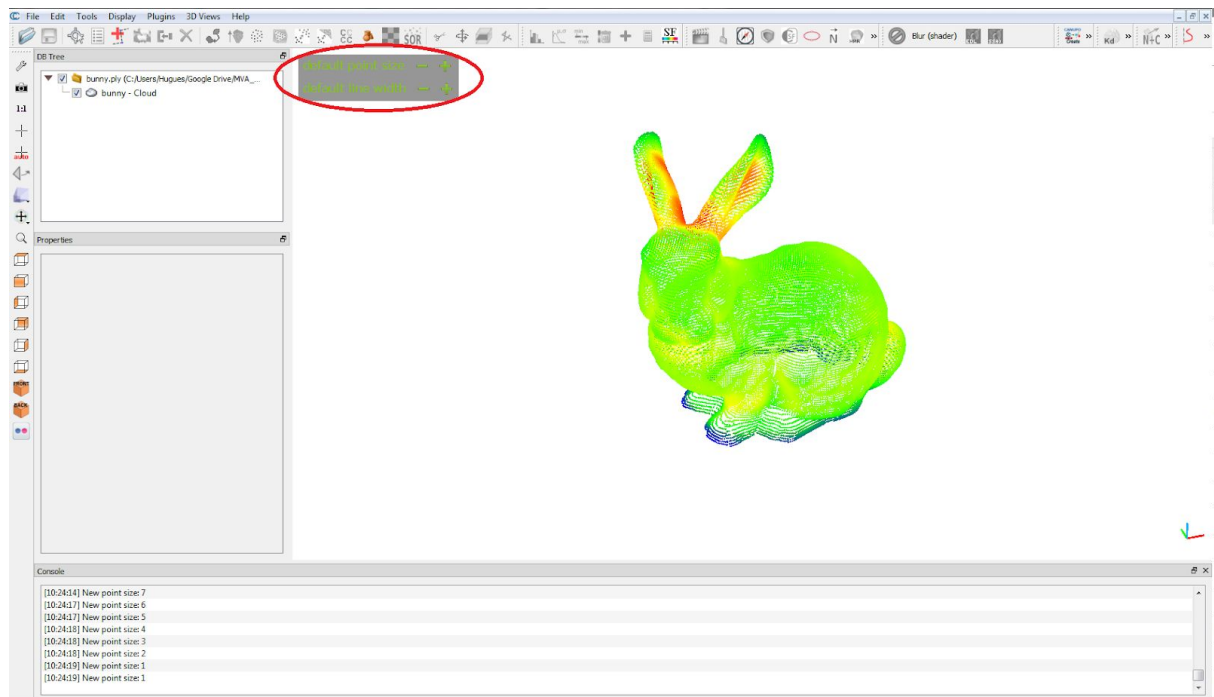 File Edit Tools Display Plugins 3D Views Help
SOR
SF
Blur (shader)
Kd
N+C
DB Tree
default point size
default line width
bunny.ply (C:/Users/Hugues/Google Drive/MVA_...
bunny - Cloud
1:1
auto
Properties
FRONT
BACK
Console
[10:24:14] New point size: 7
[10:24:17] New point size: 6
[10:24:17] New point size: 5
[10:24:18] New point size: 4
[10:24:18] New point size: 3
[10:24:18] New point size: 2
[10:24:19] New point size: 1
[10:24:19] New point size: 1